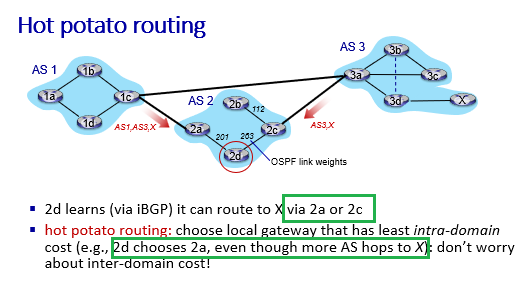 Hot potato routing
AS 3
3b
AS 1
1b
3a
3c
1a
1c
AS 2
2b
3d
X
112
1d
AS1,AS3,X
2a
2c
AS3,X
201
263
2d
OSPF link weights
▪ 2d learns (via iBGP) it can route to X via 2a or 2c
▪ hot potato routing: choose local gateway that has least intra-domain
cost (e.g., 2d chooses 2a, even though more AS hops to X): don't worry
about inter-domain cost!